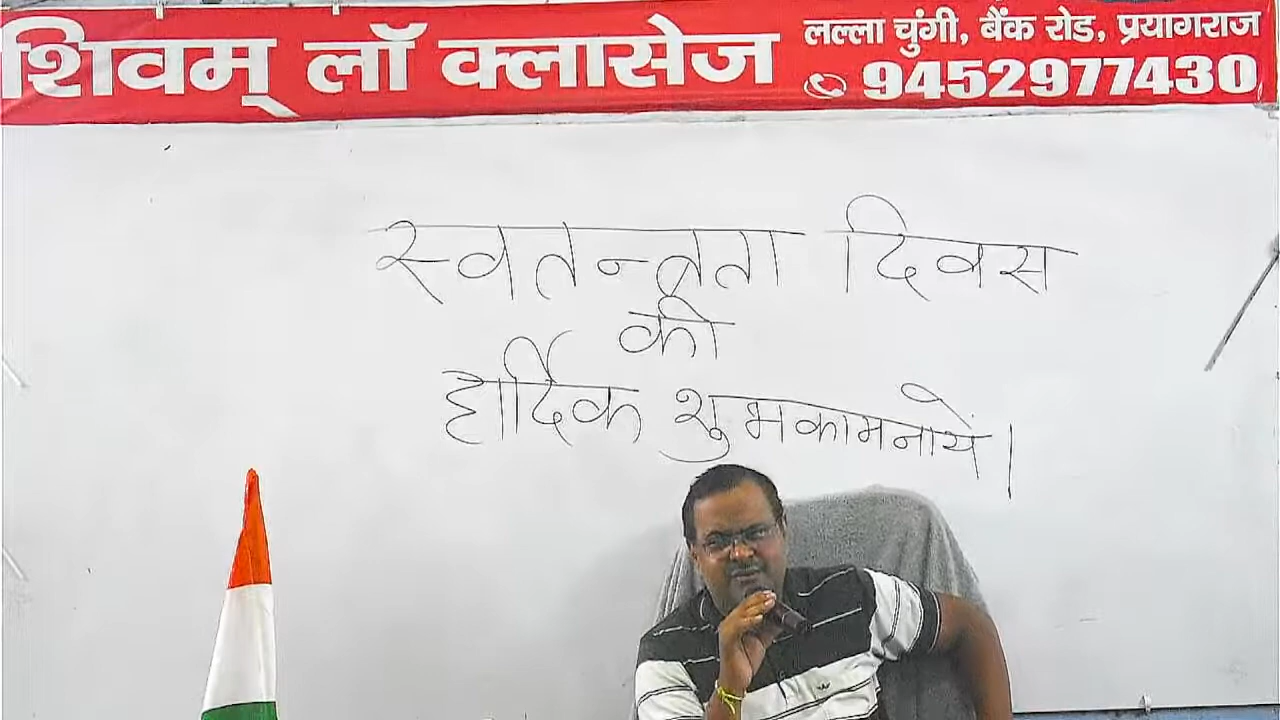 शिवम् लॉ क्लासेज
लल्ला चुंगी, बैंक रोड, प्रयागराज
9452977430
स्वतन्त्रता दिवस
की
हार्दिक शुभकामनायें।